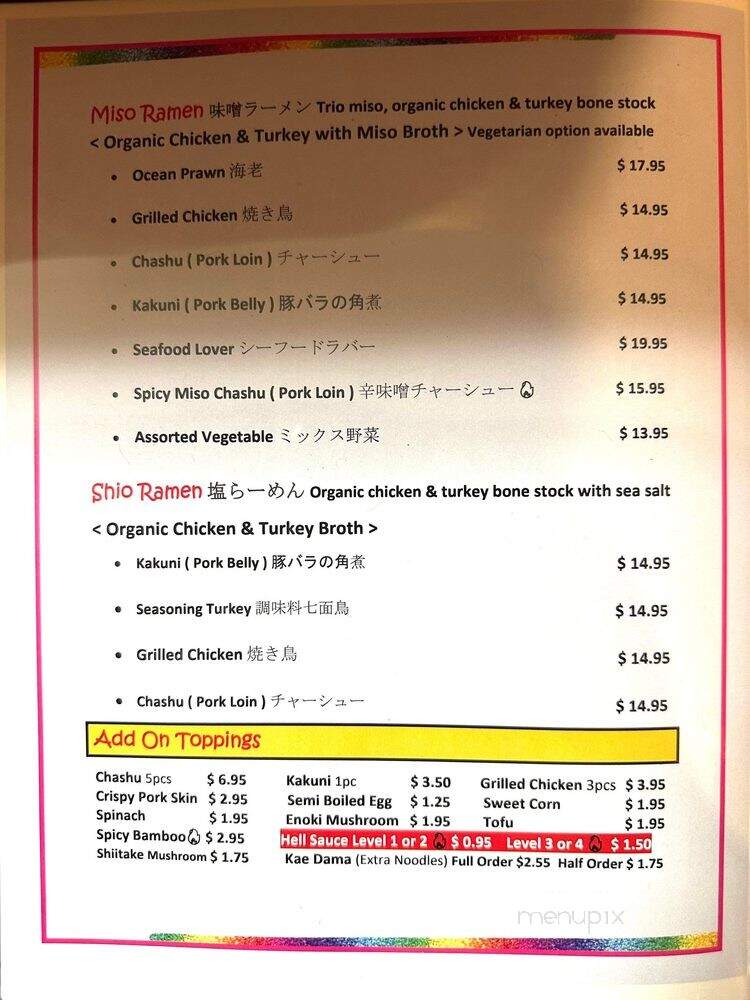 Miso Ramen 味噌ラーメン Trio miso, organic chicken & turkey bone stock
< Organic Chicken & Turkey with Miso Broth > Vegetarian option available
• Ocean Prawn 海老 $ 17.95
• Grilled Chicken 焼き鳥 $ 14.95
• Chashu ( Pork Loin ) チャーシュー $ 14.95
• Kakuni ( Pork Belly ) 豚バラの角煮 $ 14.95
• Seafood Lover シーフードラバー $ 19.95
• Spicy Miso Chashu ( Pork Loin ) 辛味噌チャーシュー $ 15.95
• Assorted Vegetable ミックス野菜 $ 13.95
Shio Ramen 塩らーめん Organic chicken & turkey bone stock with sea salt
< Organic Chicken & Turkey Broth >
• Kakuni ( Pork Belly ) 豚バラの角煮 $ 14.95
• Seasoning Turkey 調味料七面鳥 $ 14.95
• Grilled Chicken 焼き鳥 $ 14.95
• Chashu ( Pork Loin ) チャーシュー $ 14.95
Add On Toppings
Chashu 5pcs $ 6.95 Kakuni 1pc $ 3.50 Grilled Chicken 3pcs $ 3.95
Crispy Pork Skin $ 2.95 Semi Boiled Egg $ 1.25 Sweet Corn $ 1.95
Spinach $ 1.95 Enoki Mushroom $ 1.95 Tofu $ 1.95
Spicy Bamboo $ 2.95 Hell Sauce Level 1 or 2 $ 0.95 Level 3 or 4 $ 1.50
Shiitake Mushroom $ 1.75 Kae Dama (Extra Noodles) Full Order $2.55 Half Order $ 1.75
menupix